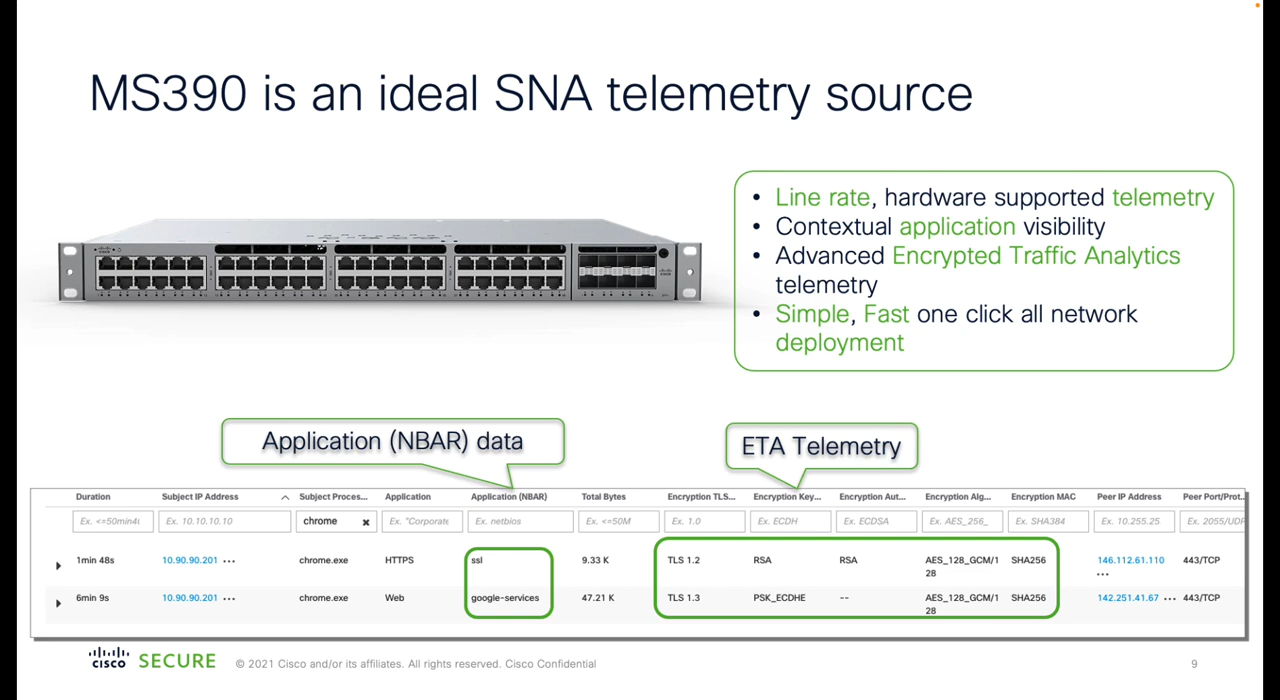 MS390 is an ideal SNA telemetry source
• Line rate, hardware supported telemetry
• Contextual application visibility
• Advanced Encrypted Traffic Analytics
telemetry
• Simple, Fast one click all network
deployment
Application (NBAR) data
ETA Telemetry
Duration Subject IP Address Subject Proces... Application Application (NBAR) Total Bytes Encryption TLS... Encryption Key... Encryption Aut... Encryption Alg... Encryption MAC Peer IP Address Peer Port/Prot...
Ex. <=50min4( Ex. 10.10.10.10 chrome × Ex. "Corporate Ex. netbios Ex. <=50M Ex. 1.0 Ex. ECDH Ex. ECDSA Ex. AES_256_ Ex. SHA384 Ex. 10.255.25 Ex. 2055/UDP
1min 48s 10.90.90.201 ••• chrome.exe HTTPS ssl 9.33 K TLS 1.2 RSA RSA AES_128_GCM/1 SHA256 146.112.61.110 443/TCP
28 •••
6min 9s 10.90.90.201 ••• chrome.exe Web google-services 47.21 K TLS 1.3 PSK_ECDHE -- AES_128_GCM/1 SHA256 142.251.41.67 ••• 443/TCP
28
CISCO SECURE © 2021 Cisco and/or its affiliates. All rights reserved. Cisco Confidential 9